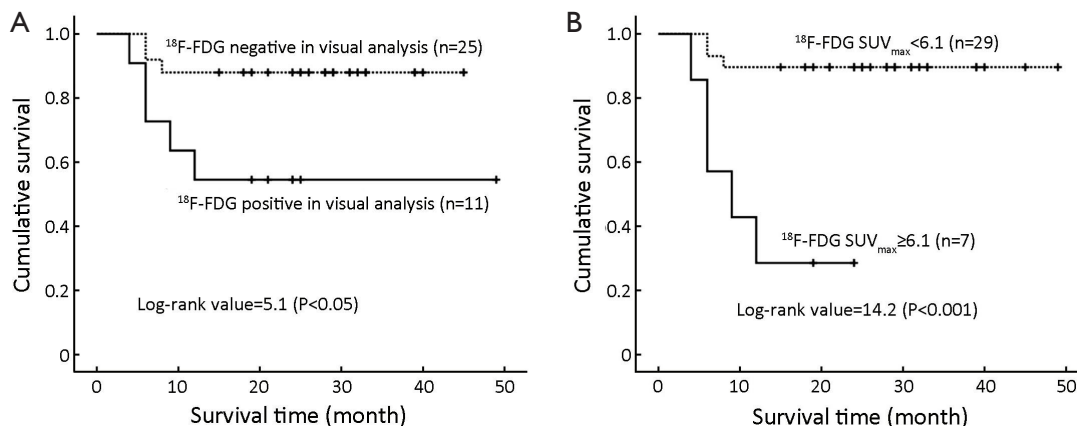 A
1.0
0.8
0.6
0.4
0.2
0
Cumulative survival
¹⁸F-FDG negative in visual analysis (n=25)
¹⁸F-FDG positive in visual analysis (n=11)
Log-rank value=5.1 (P<0.05)
0 10 20 30 40 50
Survival time (month)
B
1.0
0.8
0.6
0.4
0.2
0
Cumulative survival
¹⁸F-FDG SUVmax<6.1 (n=29)
¹⁸F-FDG SUVmax≥6.1 (n=7)
Log-rank value=14.2 (P<0.001)
0 10 20 30 40 50
Survival time (month)